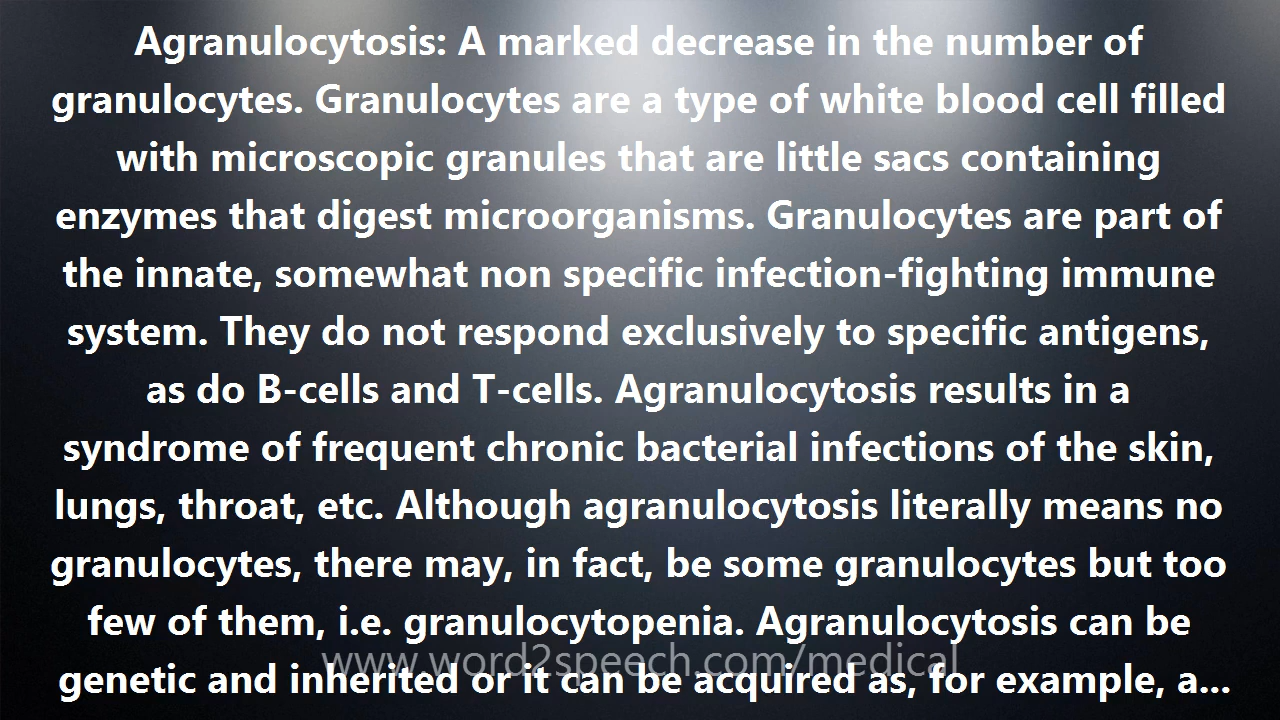 Agranulocytosis: A marked decrease in the number of
granulocytes. Granulocytes are a type of white blood cell filled
with microscopic granules that are little sacs containing
enzymes that digest microorganisms. Granulocytes are part of
the innate, somewhat non specific infection-fighting immune
system. They do not respond exclusively to specific antigens,
as do B-cells and T-cells. Agranulocytosis results in a
syndrome of frequent chronic bacterial infections of the skin,
lungs, throat, etc. Although agranulocytosis literally means no
granulocytes, there may, in fact, be some granulocytes but too
few of them, i.e. granulocytopenia. Agranulocytosis can be
www.word2speech.com/medical
genetic and inherited or it can be acquired as, for example, a...